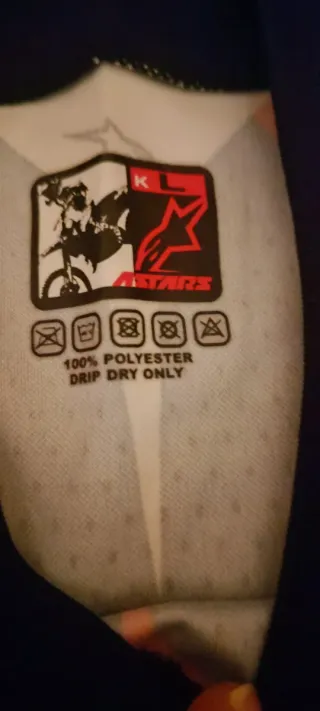 K L
ASTARS
100% POLYESTER
DRIP DRY ONLY